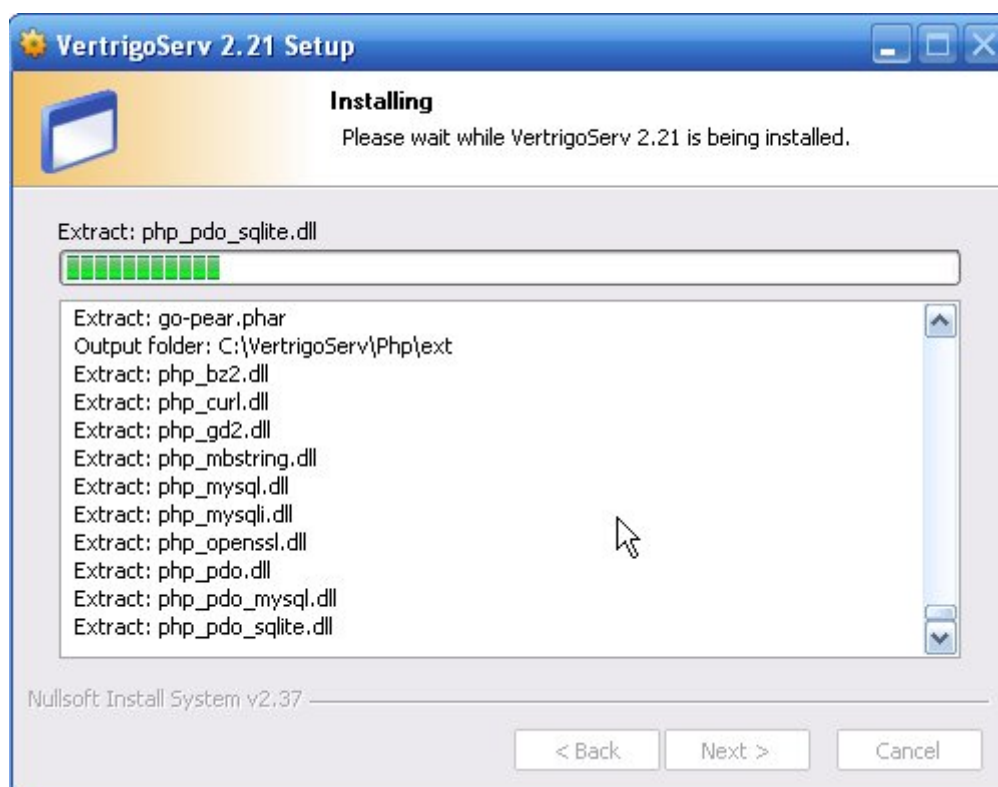 VertrigoServ 2.21 Setup
Installing
Please wait while VertrigoServ 2.21 is being installed.
Extract: php_pdo_sqlite.dll
Extract: go-pear.phar
Output folder: C:\VertrigoServ\Php\ext
Extract: php_bz2.dll
Extract: php_curl.dll
Extract: php_gd2.dll
Extract: php_mbstring.dll
Extract: php_mysql.dll
Extract: php_mysqli.dll
Extract: php_openssl.dll
Extract: php_pdo.dll
Extract: php_pdo_mysql.dll
Extract: php_pdo_sqlite.dll
Nullsoft Install System v2.37
< Back Next > Cancel